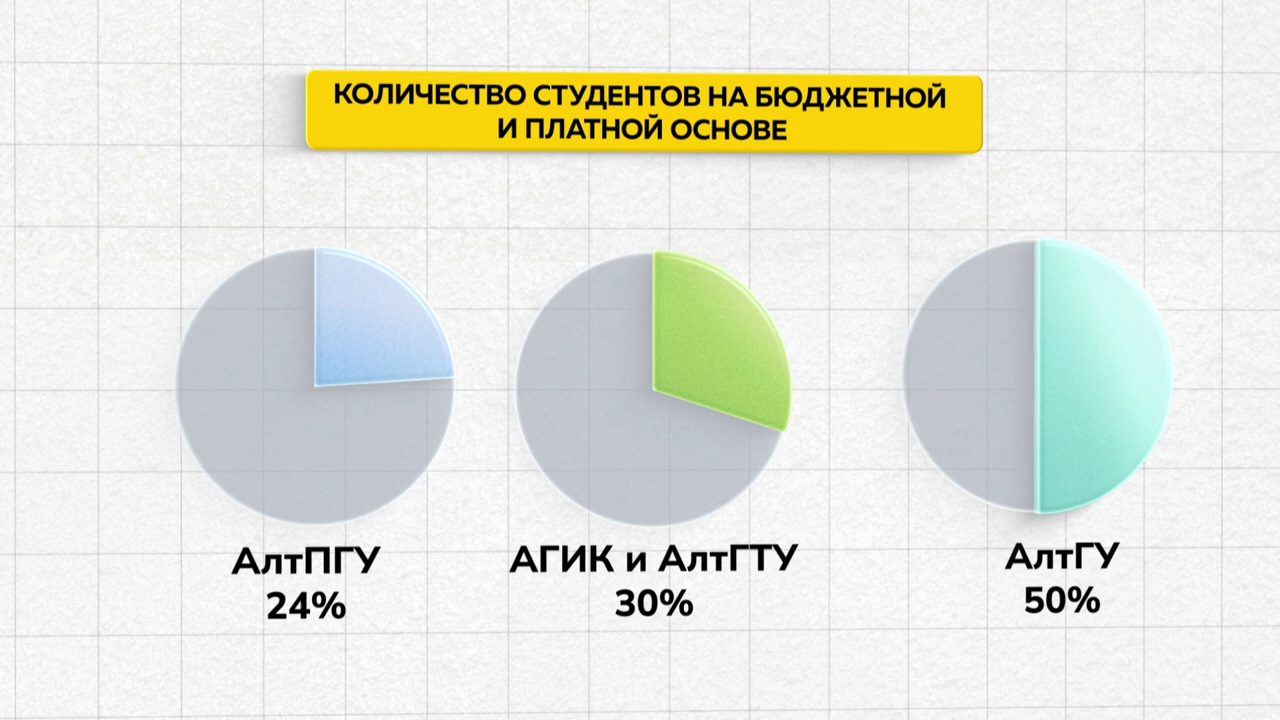 КОЛИЧЕСТВО СТУДЕНТОВ НА БЮДЖЕТНОЙ
И ПЛАТНОЙ ОСНОВЕ
АлтПГУ
24%
АГИК и АлтГТУ
30%
АлтГУ
50%